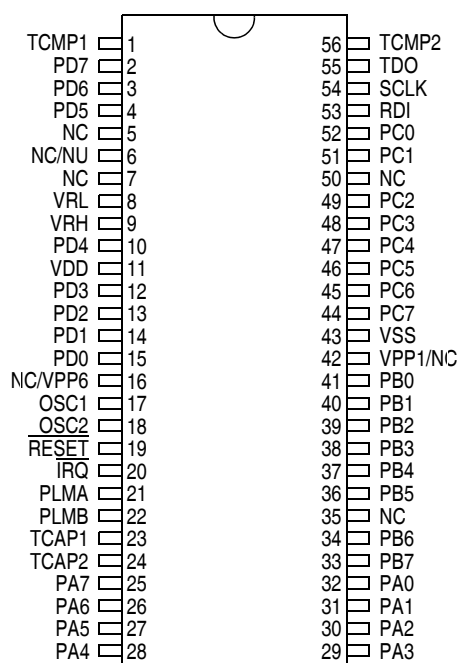 TCMP1 1 56 TCMP2
PD7 2 55 TDO
PD6 3 54 SCLK
PD5 4 53 RDI
NC 5 52 PC0
NC/NU 6 51 PC1
NC 7 50 NC
VRL 8 49 PC2
VRH 9 48 PC3
PD4 10 47 PC4
VDD 11 46 PC5
PD3 12 45 PC6
PD2 13 44 PC7
PD1 14 43 VSS
PD0 15 42 VPP1/NC
NC/VPP6 16 41 PB0
OSC1 17 40 PB1
OSC2 18 39 PB2
RESET 19 38 PB3
IRQ 20 37 PB4
PLMA 21 36 PB5
PLMB 22 35 NC
TCAP1 23 34 PB6
TCAP2 24 33 PB7
PA7 25 32 PA0
PA6 26 31 PA1
PA5 27 30 PA2
PA4 28 29 PA3